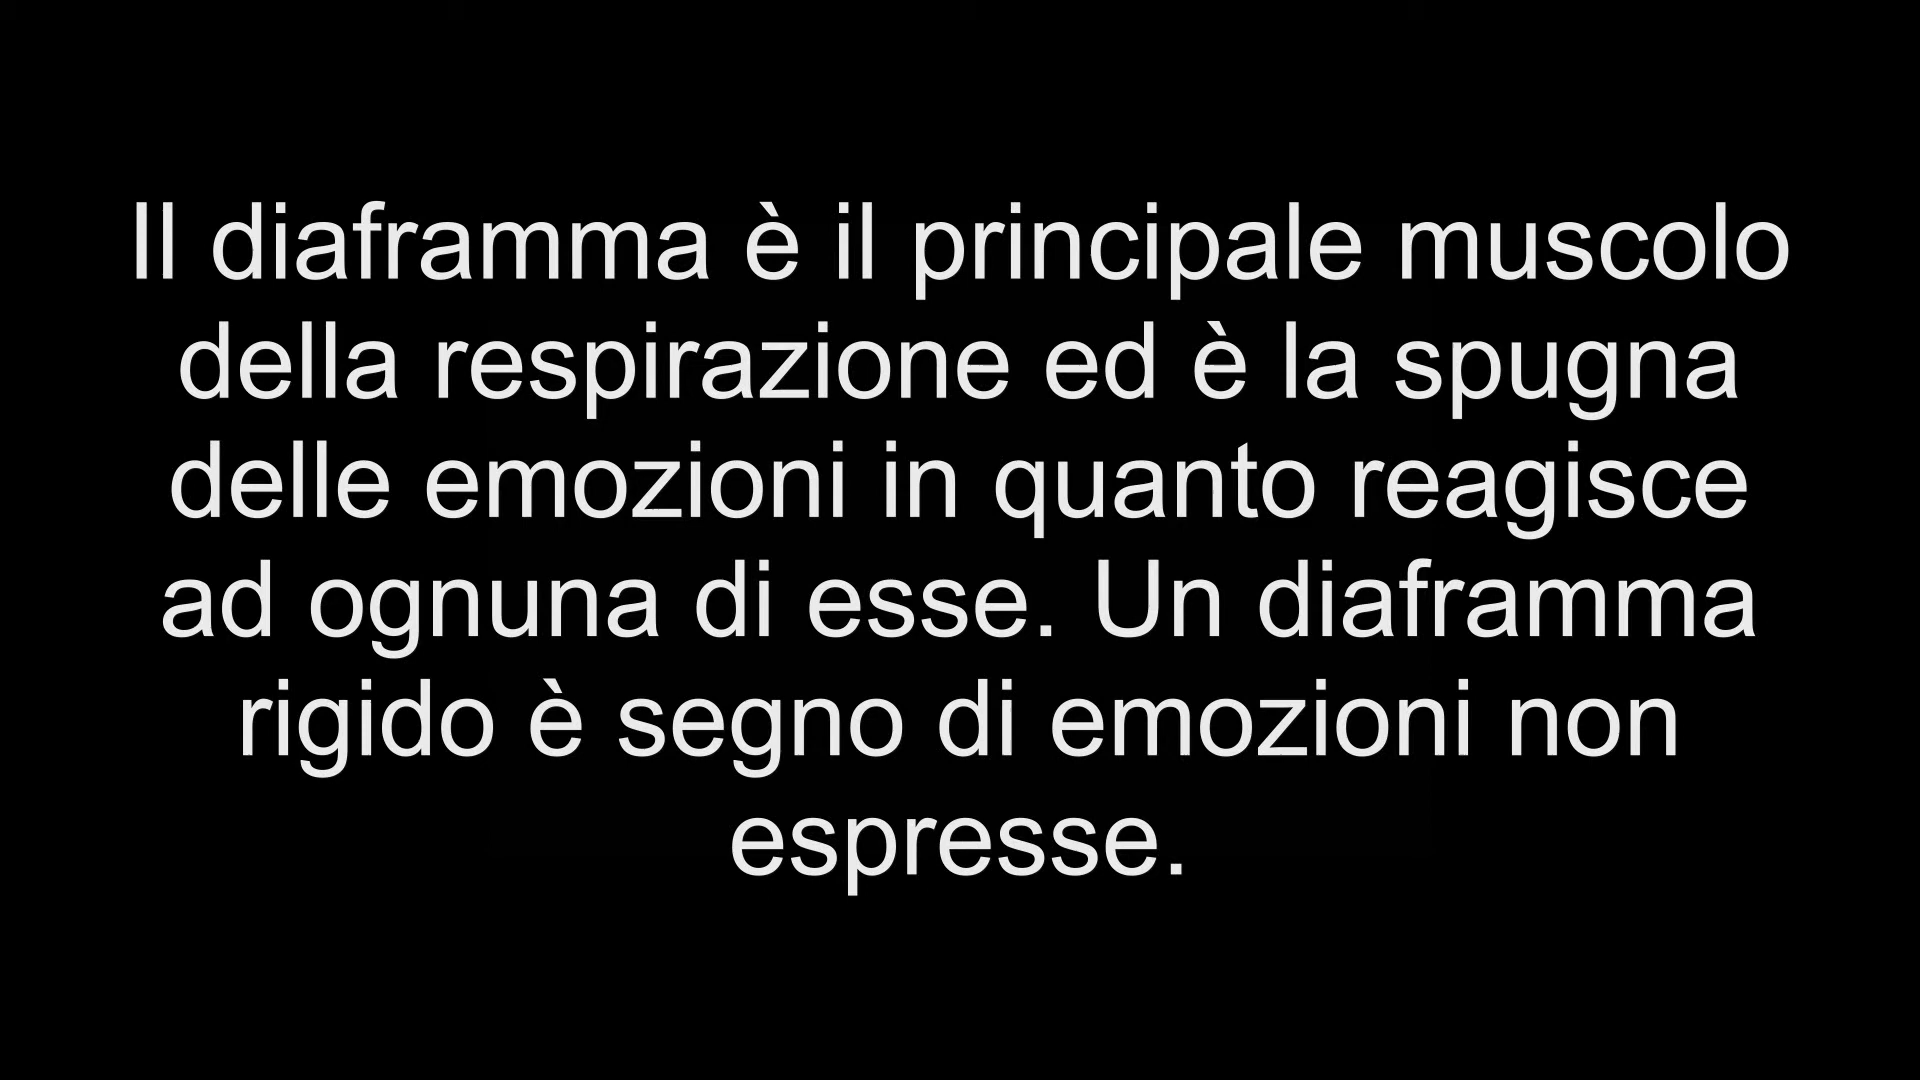 Il diaframma è il principale muscolo
della respirazione ed è la spugna
delle emozioni in quanto reagisce
ad ognuna di esse. Un diaframma
rigido è segno di emozioni non
espresse.